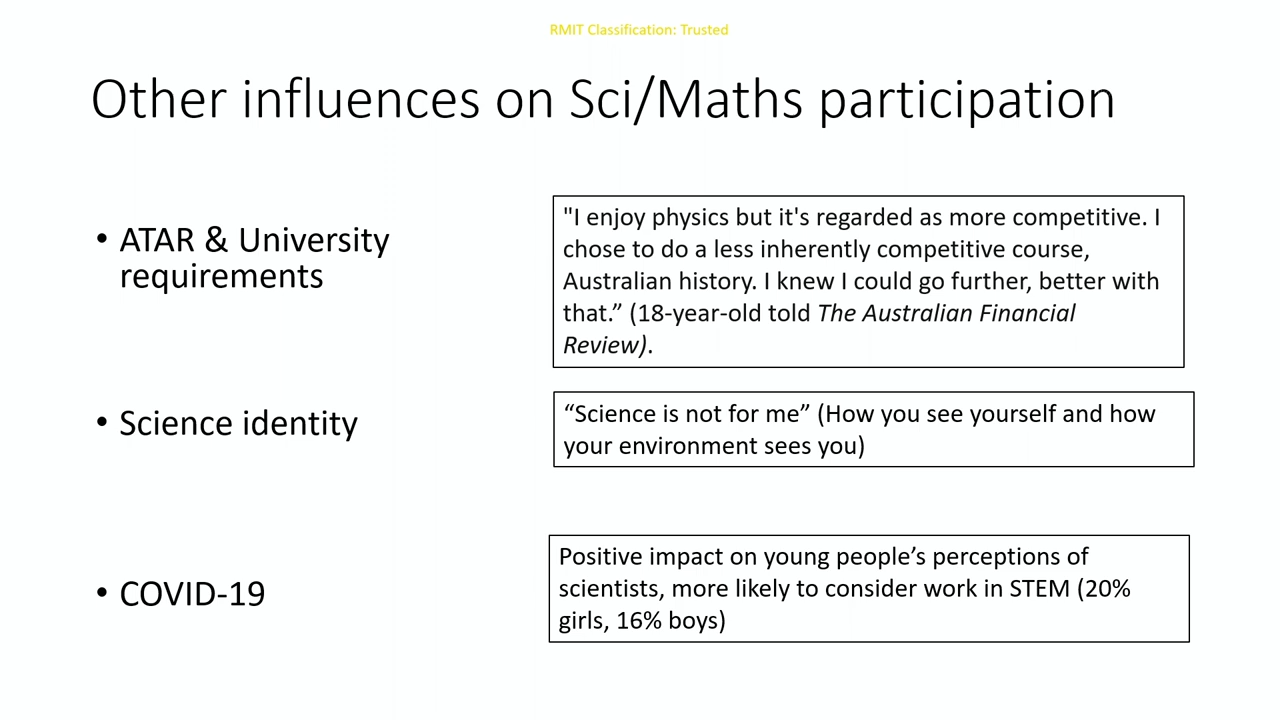 RMIT Classification: Trusted
Other influences on Sci/Maths participation
• ATAR & University
requirements
"I enjoy physics but it's regarded as more competitive. I
chose to do a less inherently competitive course,
Australian history. I knew I could go further, better with
that.” (18-year-old told The Australian Financial
Review).
• Science identity
“Science is not for me” (How you see yourself and how
your environment sees you)
• COVID-19
Positive impact on young people’s perceptions of
scientists, more likely to consider work in STEM (20%
girls, 16% boys)